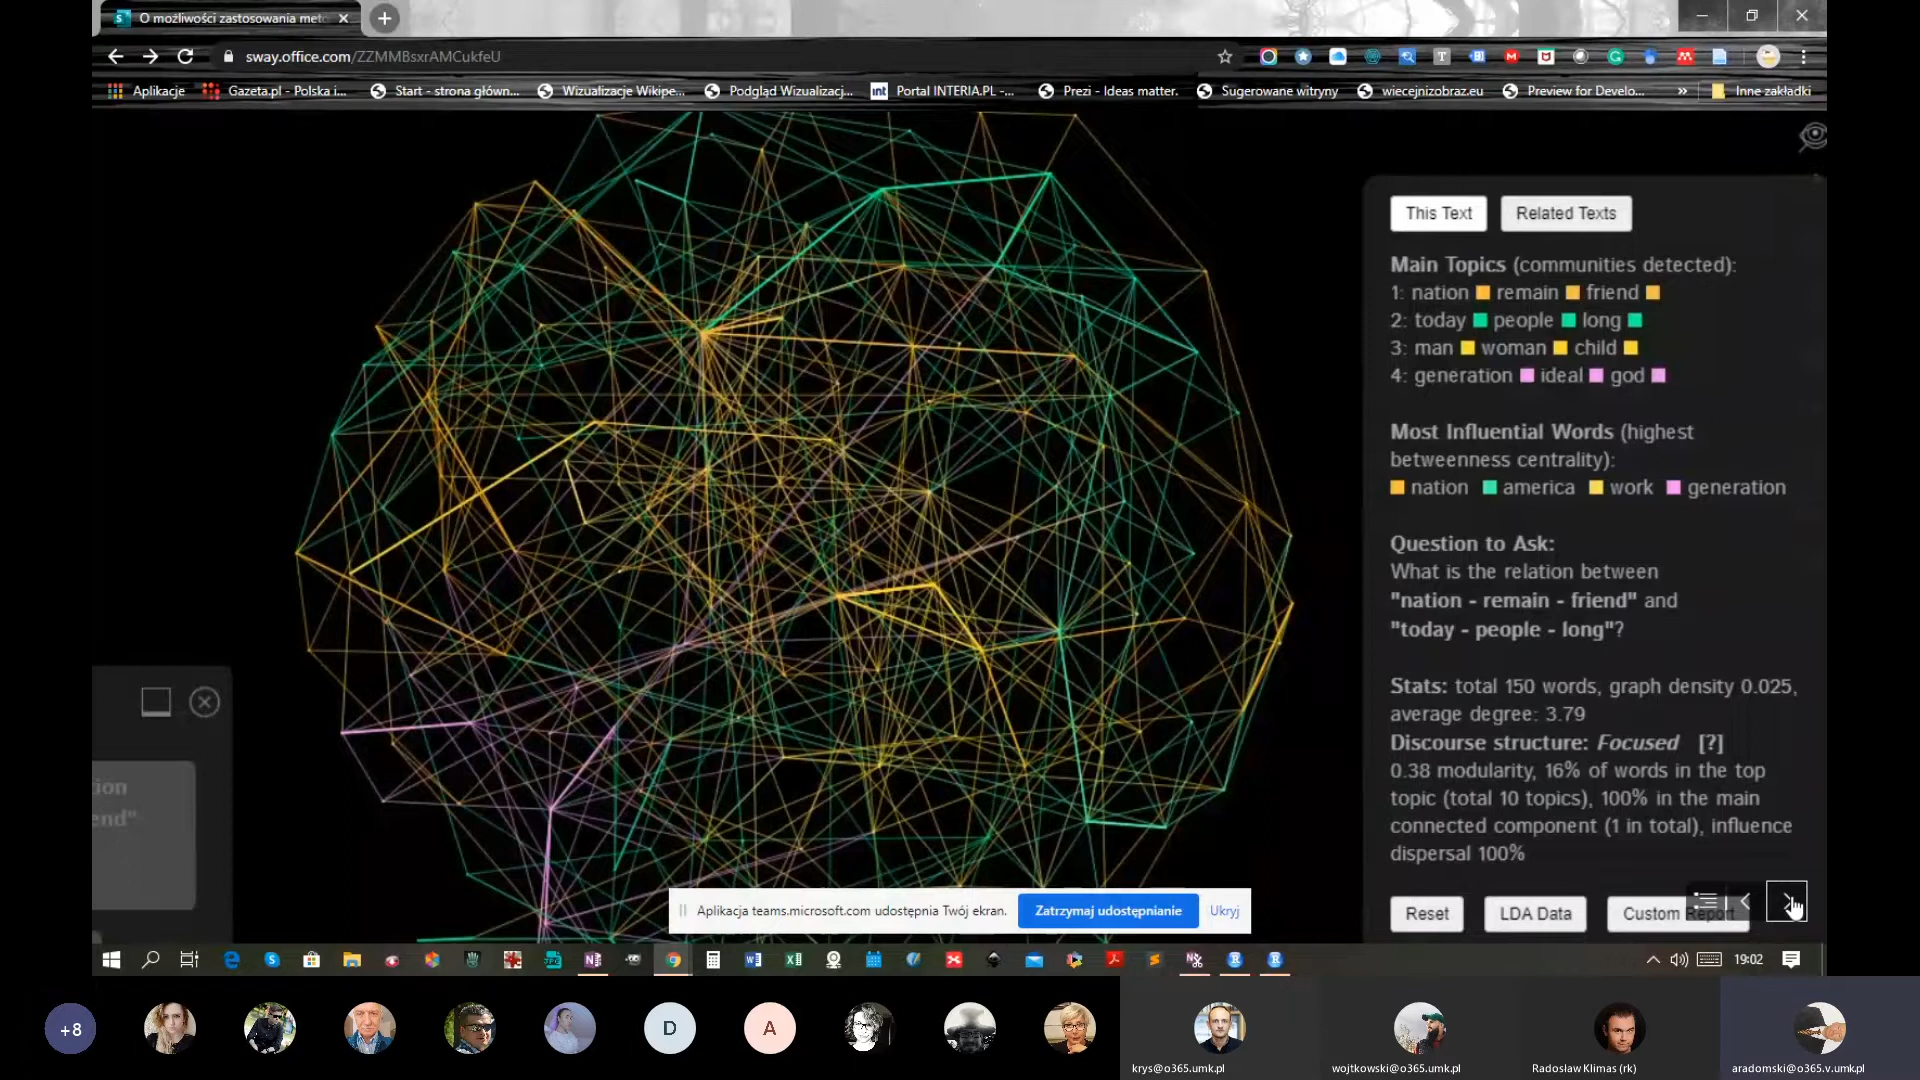 O możliwości zastosowania met
sway.office.com/ZZMMBsxrAMCukfeU
Aplikacje Gazeta.pl - Polska i... Start - strona główn... Wizualizacje Wikipe... Podgląd Wizualizacj... Portal INTERIA.PL -... Prezi - Ideas matter. Sugerowane witryny wiecejnizobraz.eu Preview for Develo... » Inne zakładki
This Text Related Texts
Main Topics (communities detected):
1: nation remain friend
2: today people long
3: man woman child
4: generation ideal god
Most Influential Words (highest
betweenness centrality):
nation america work generation
Question to Ask:
What is the relation between
"nation - remain - friend" and
"today - people - long"?
Stats: total 150 words, graph density 0.025,
average degree: 3.79
Discourse structure: Focused [?]
0.38 modularity, 16% of words in the top
topic (total 10 topics), 100% in the main
connected component (1 in total), influence
dispersal 100%
Reset LDA Data Custom Report
tion
end"
Aplikacja teams.microsoft.com udostępnia Twój ekran. Zatrzymaj udostępnianie Ukryj
19:02
+8 D A
krys@o365.umk.pl wojtkowski@o365.umk.pl Radosław Klimas (rk) aradomski@o365.v.umk.pl